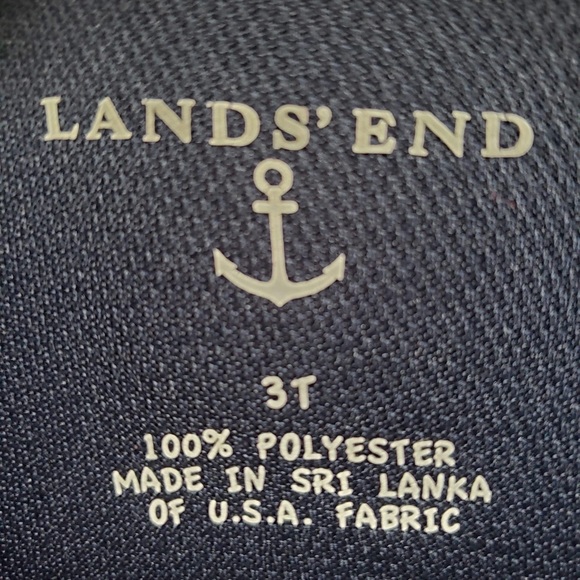 LANDS' END
3T
100% POLYESTER
MADE IN SRI LANKA
OF U.S.A. FABRIC